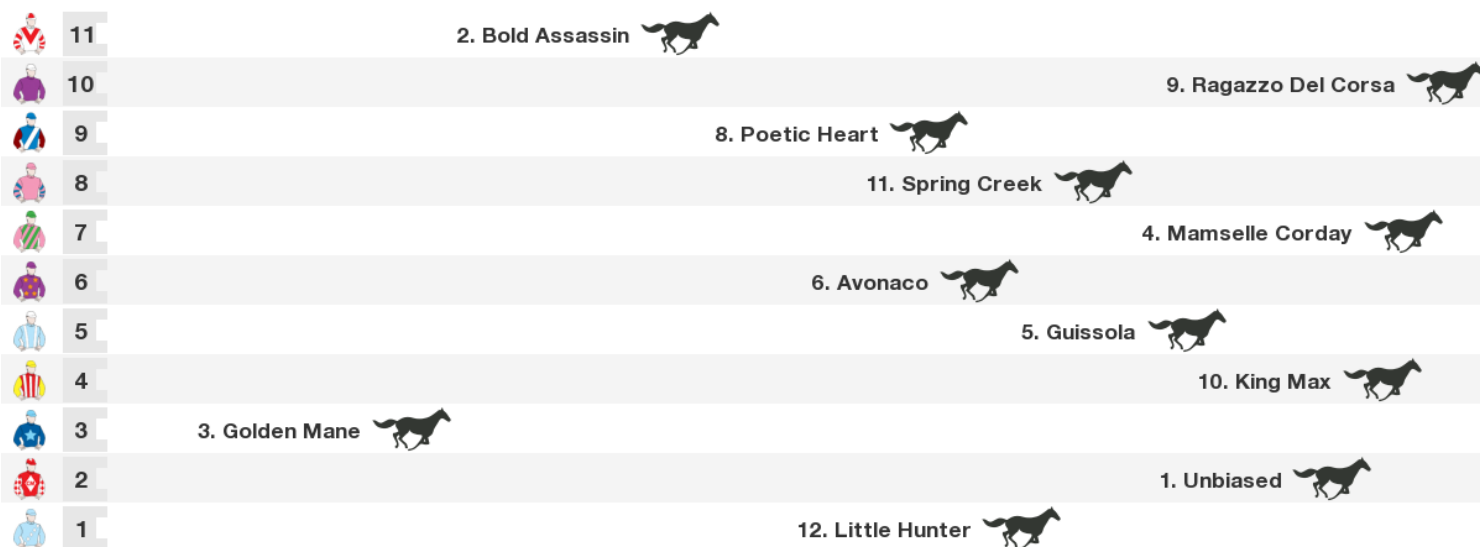 11 2. Bold Assassin
10 9. Ragazzo Del Corsa
9 8. Poetic Heart
8 11. Spring Creek
7 4. Mamselle Corday
6 6. Avonaco
5 5. Guissola
4 10. King Max
3 3. Golden Mane
2 1. Unbiased
1 12. Little Hunter